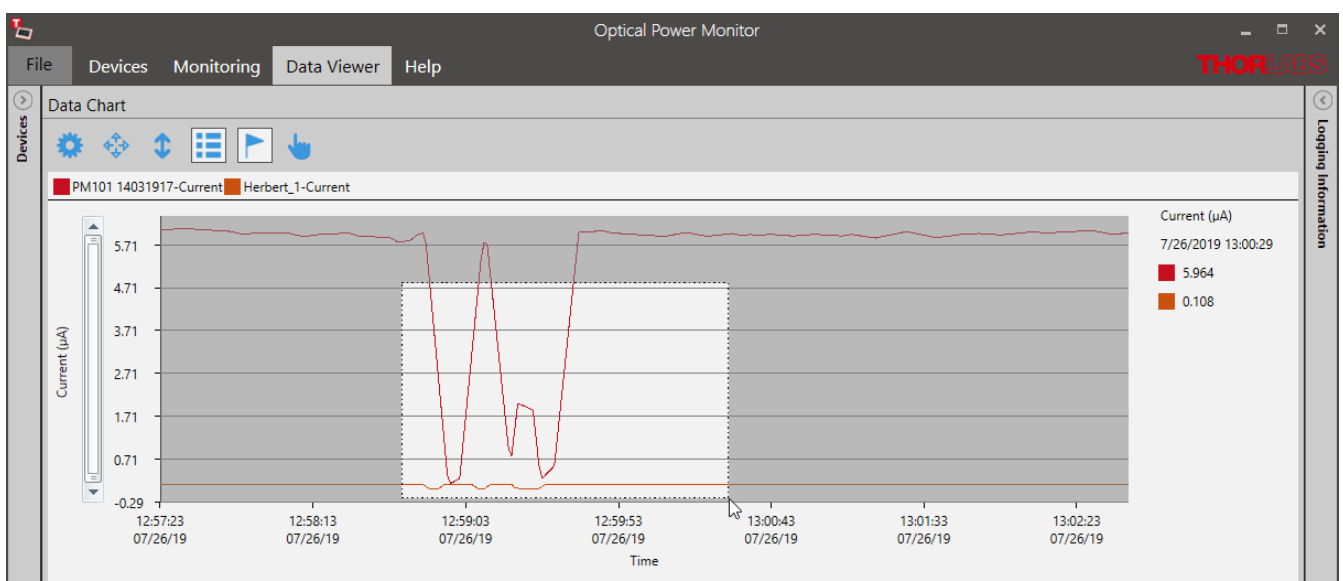 Optical Power Monitor
File Devices Monitoring Data Viewer Help
THORLABS
Devices
Data Chart
Logging Information
PM101 14031917-Current Herbert_1-Current
Current (µA)
7/26/2019 13:00:29
5.964
0.108
Current (µA)
5.71
4.71
3.71
2.71
1.71
0.71
-0.29
12:57:23 12:58:13 12:59:03 12:59:53 13:00:43 13:01:33 13:02:23
07/26/19 07/26/19 07/26/19 07/26/19 07/26/19 07/26/19 07/26/19
Time